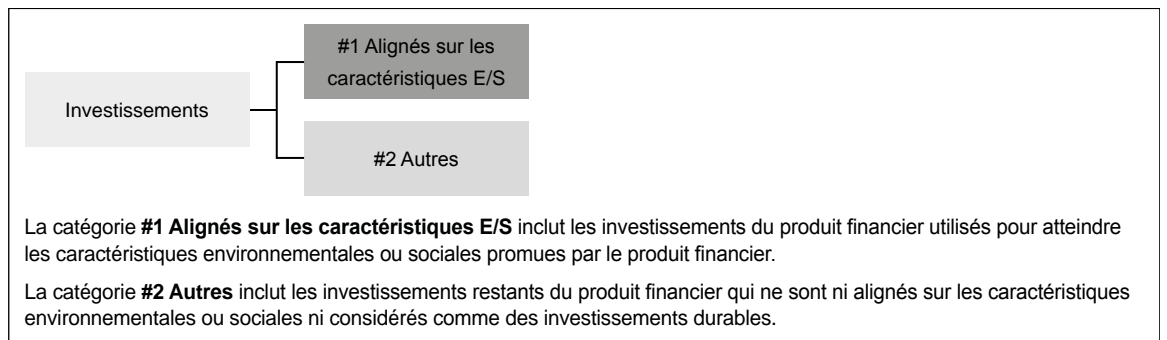 #1 Alignés sur les
caractéristiques E/S
Investissements
#2 Autres
La catégorie #1 Alignés sur les caractéristiques E/S inclut les investissements du produit financier utilisés pour atteindre
les caractéristiques environnementales ou sociales promues par le produit financier.
La catégorie #2 Autres inclut les investissements restants du produit financier qui ne sont ni alignés sur les caractéristiques
environnementales ou sociales ni considérés comme des investissements durables.